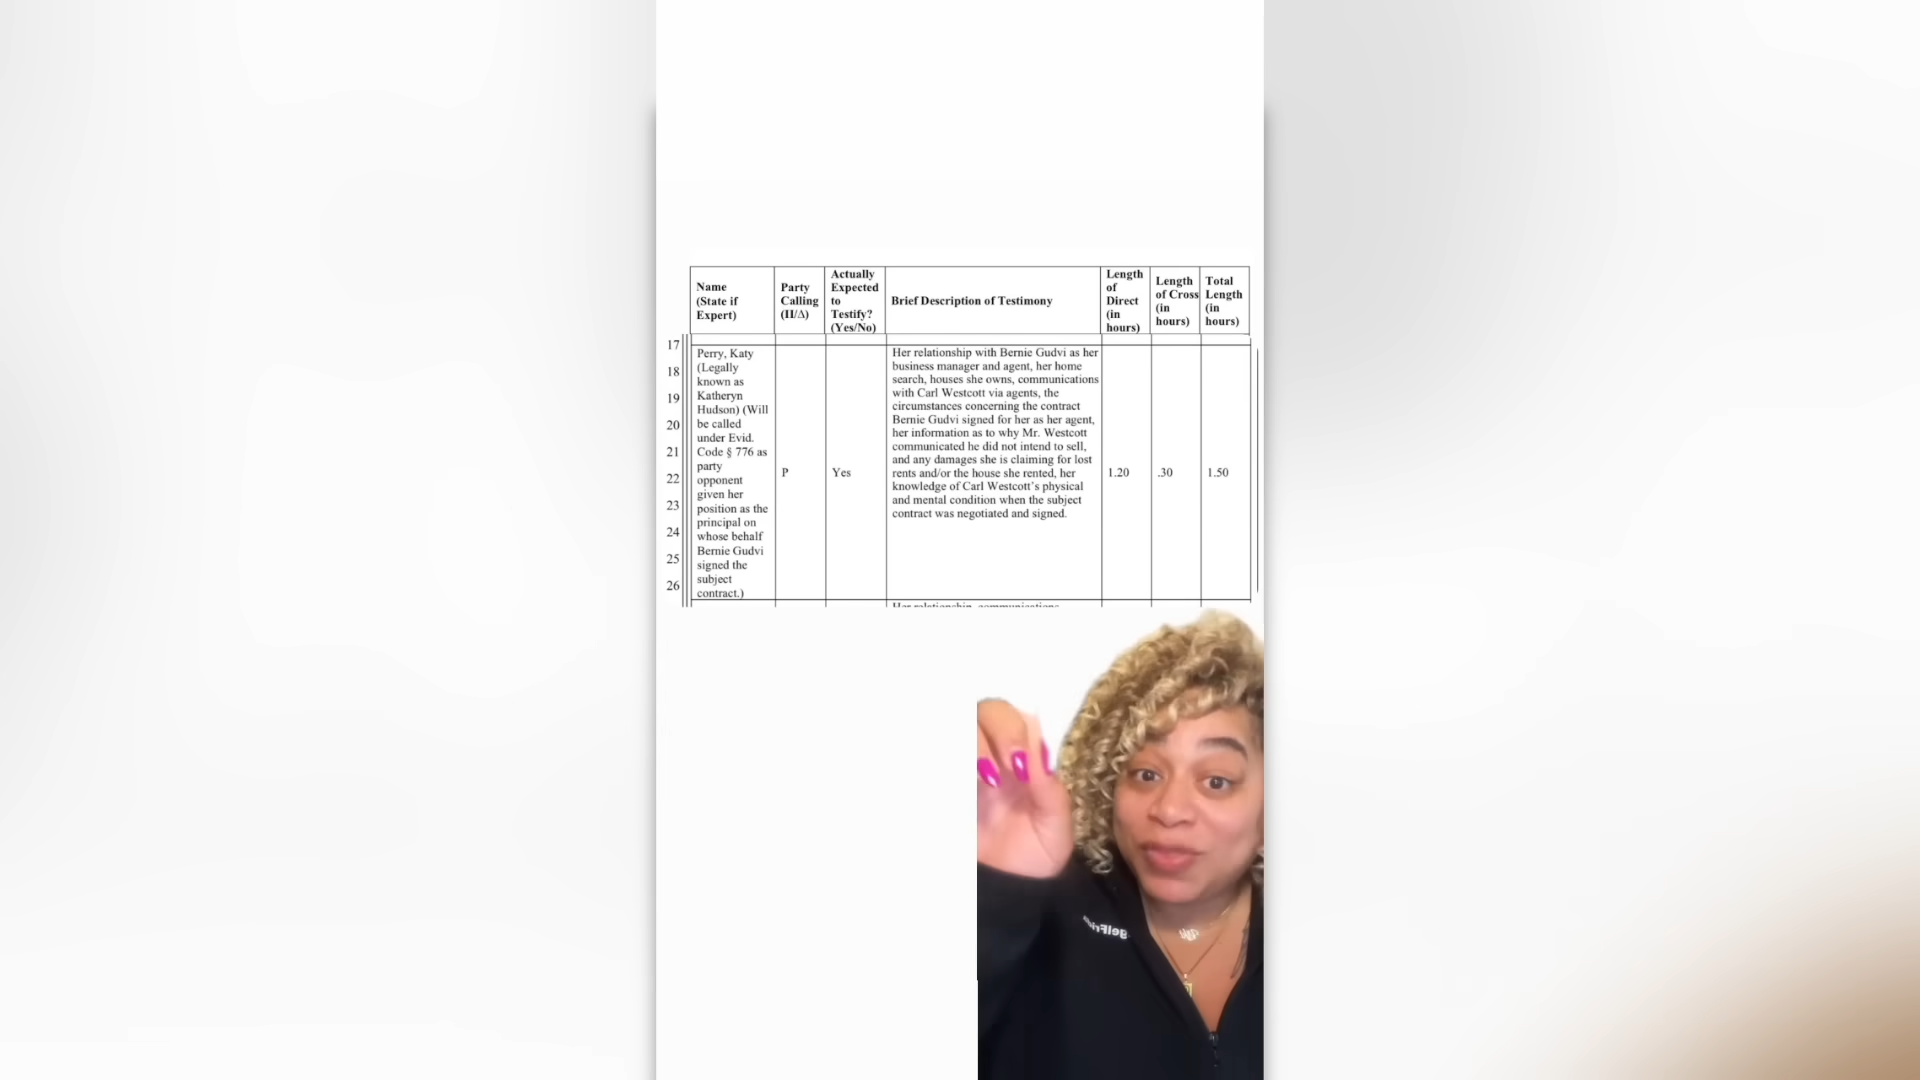 Name
(State if
Expert)
Party
Calling
(Π/Δ)
Actually
Expected
to
Testify?
(Yes/No)
Brief Description of Testimony
Length
of
Direct
(in
hours)
Length
of Cross
(in
hours)
Total
Length
(in
hours)
17
18
19
20
21
22
23
24
25
26
Perry, Katy
(Legally
known as
Katheryn
Hudson) (Will
be called
under Evid.
Code § 776 as
party
opponent
given her
position as the
principal on
whose behalf
Bernie Gudvi
signed the
subject
contract.)
P
Yes
Her relationship with Bernie Gudvi as her
business manager and agent, her home
search, houses she owns, communications
with Carl Westcott via agents, the
circumstances concerning the contract
Bernie Gudvi signed for her as her agent,
her information as to why Mr. Westcott
communicated he did not intend to sell,
and any damages she is claiming for lost
rents and/or the house she rented, her
knowledge of Carl Westcott's physical
and mental condition when the subject
contract was negotiated and signed.
1.20
.30
1.50